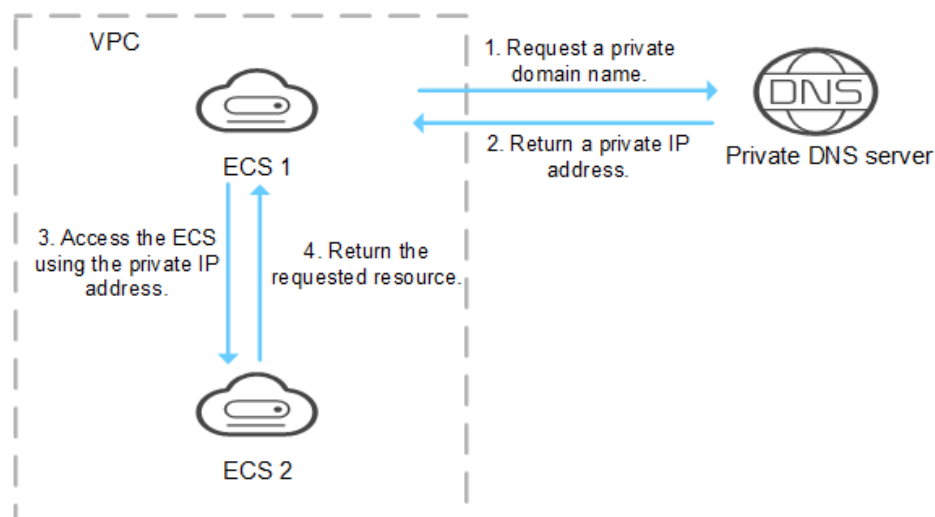 VPC
1. Request a private
domain name.
DNS
2. Return a private IP
address.
Private DNS server
ECS 1
3. Access the ECS
using the private IP
address.
4. Return the
requested resource.
ECS 2